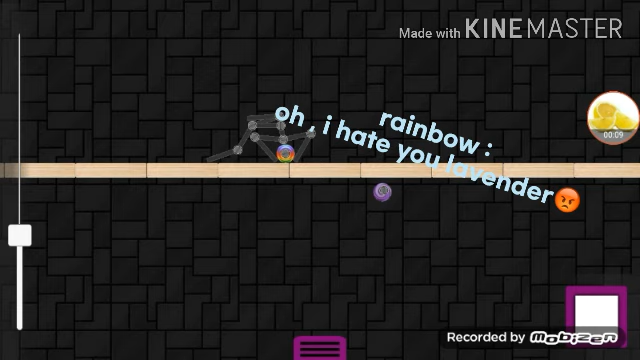 Made with KINEMASTER
rainbow :
oh , i hate you lavender😡
00:09
Recorded by Mobizen